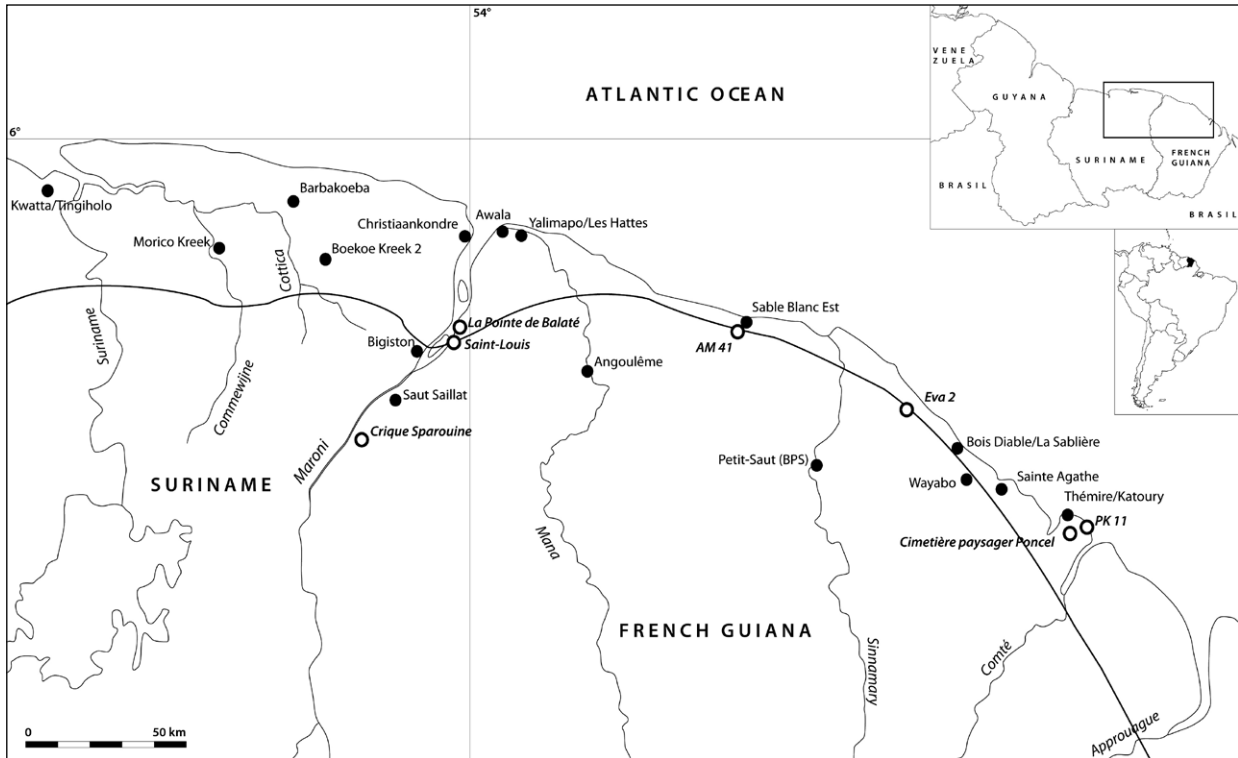 54°
6°
ATLANTIC OCEAN
VENE
ZUELA
GUYANA
SURINAME
FRENCH
GUIANA
BRASIL
BRASIL
Kwatta/Tingiholo
Barbakoeba
Morico Kreek
Boekoe Kreek 2
Christiaankondre
Awala
Yalimapo/Les Hattes
Cottica
Suriname
Commewijne
La Pointe de Balaté
Saint-Louis
Bigiston
Saut Saillat
Crique Sparouine
Maroni
Angoulême
Sable Blanc Est
AM 41
Eva 2
Petit-Saut (BPS)
Bois Diable/La Sablière
Wayabo
Sainte Agathe
Thémire/Katoury
PK 11
Cimetière paysager Poncel
SURINAME
Mana
FRENCH GUIANA
Sinnamary
Comté
Approuague
0
50 km